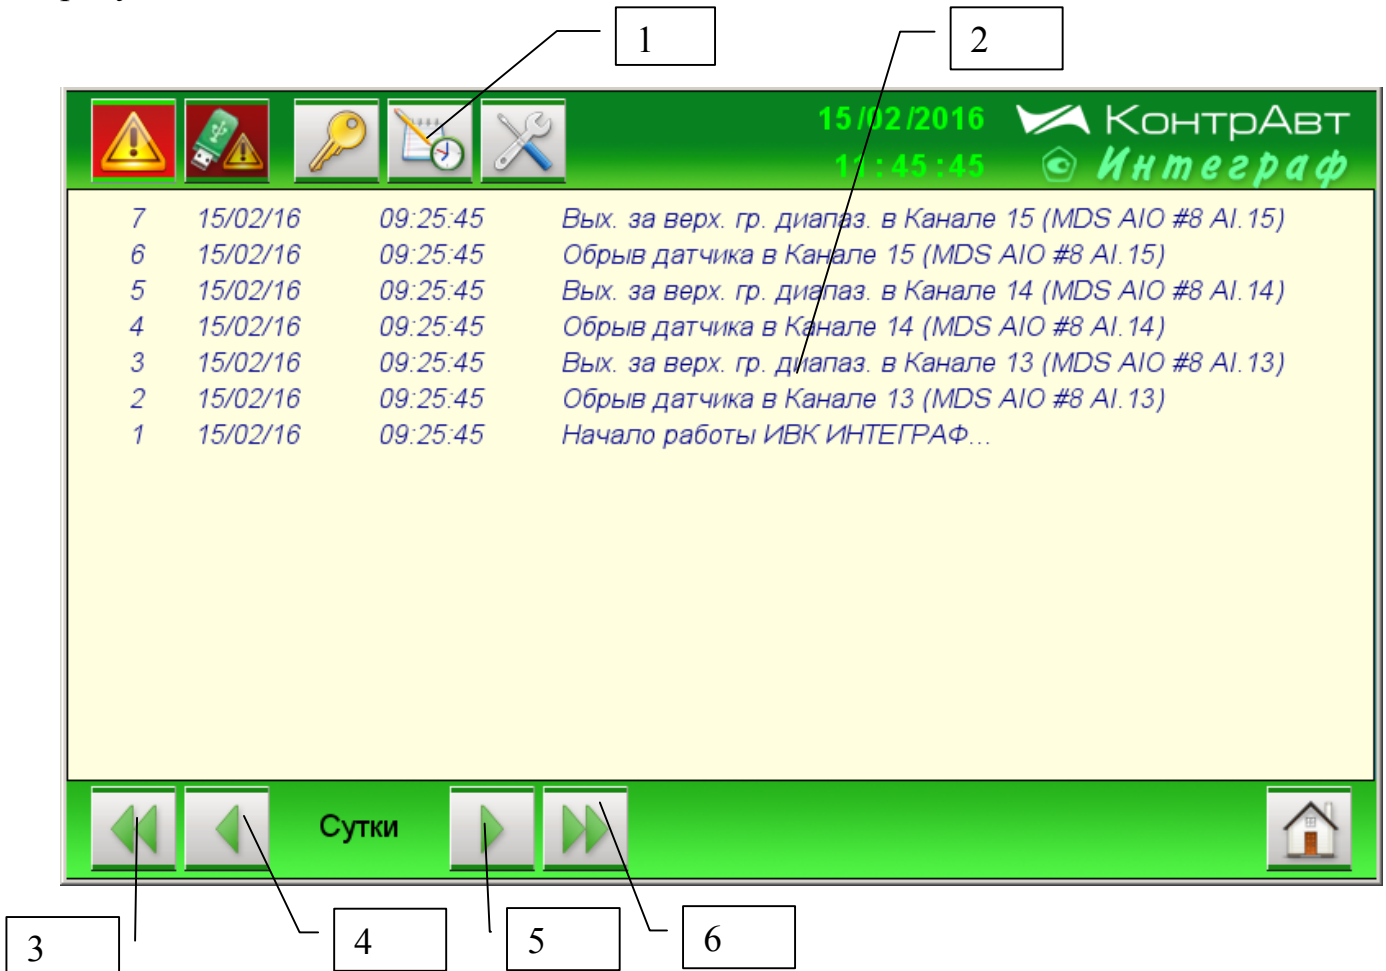 1
2
15/02/2016
КонтрАвт
11:45:45
Интеграф
7 15/02/16 09:25:45 Вых. за верх. гр. диапаз. в Канале 15 (MDS AIO #8 AI.15)
6 15/02/16 09:25:45 Обрыв датчика в Канале 15 (MDS AIO #8 AI.15)
5 15/02/16 09:25:45 Вых. за верх. гр. диапаз. в Канале 14 (MDS AIO #8 AI.14)
4 15/02/16 09:25:45 Обрыв датчика в Канале 14 (MDS AIO #8 AI.14)
3 15/02/16 09:25:45 Вых. за верх. гр. диапаз. в Канале 13 (MDS AIO #8 AI.13)
2 15/02/16 09:25:45 Обрыв датчика в Канале 13 (MDS AIO #8 AI.13)
1 15/02/16 09:25:45 Начало работы ИВК ИНТЕГРАФ...
Сутки
3
4
5
6